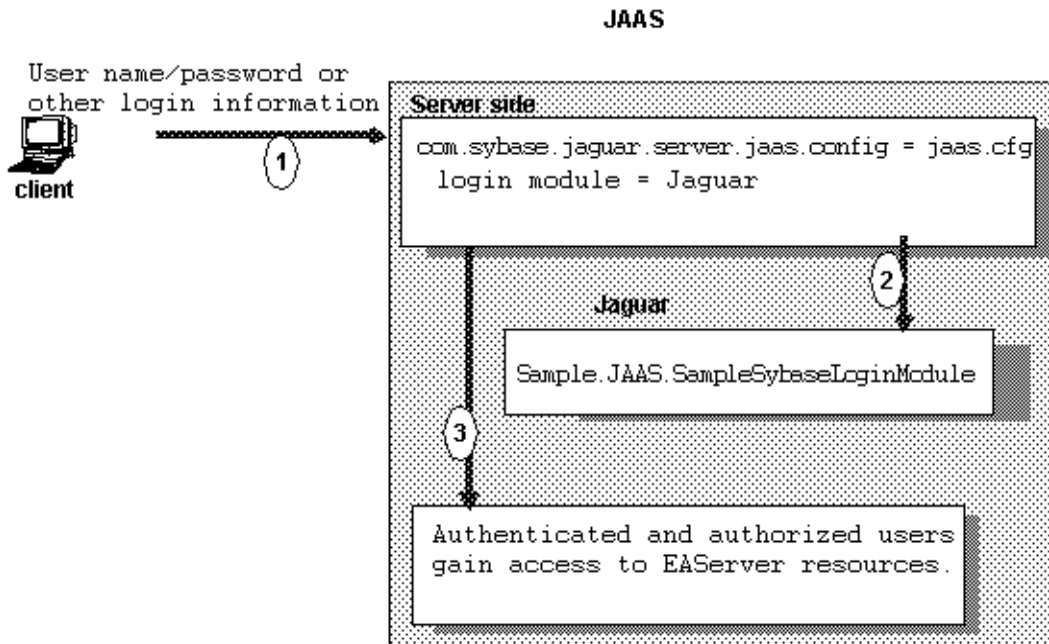 JAAS
User name/password or
other login information
client
1
Server side
com.sybase.jaguar.server.jaas.config = jaas.cfg
login module = Jaguar
2
Jaguar
Sample.JAAS.SampleSybaseLoginModule
3
Authenticated and authorized users
gain access to EAServer resources.